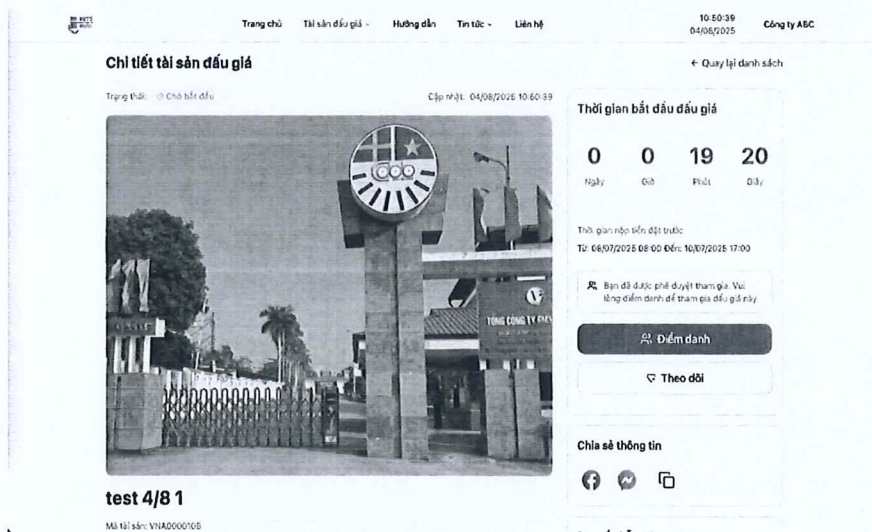 Trang chủ Tài sản đấu giá Hướng dẫn Tin tức Liên hệ
10:50:39
04/08/2025
Công ty ABC
Chi tiết tài sản đấu giá
← Quay lại danh sách
Trạng thái: Chờ bắt đầu
Cập nhật: 04/08/2025 10:50:39
Thời gian bắt đầu đấu giá
0 0 19 20
Ngày Giờ Phút Giây
Thời gian nộp tiền đặt trước
Từ: 08/07/2025 08:00 Đến: 10/07/2025 17:00
Bạn đã được phê duyệt tham gia. Vui
lòng điểm danh để tham gia đấu giá này
Điểm danh
Theo dõi
TỔNG CÔNG TY
Chia sẻ thông tin
test 4/8 1
Mã tài sản: VNA0000105